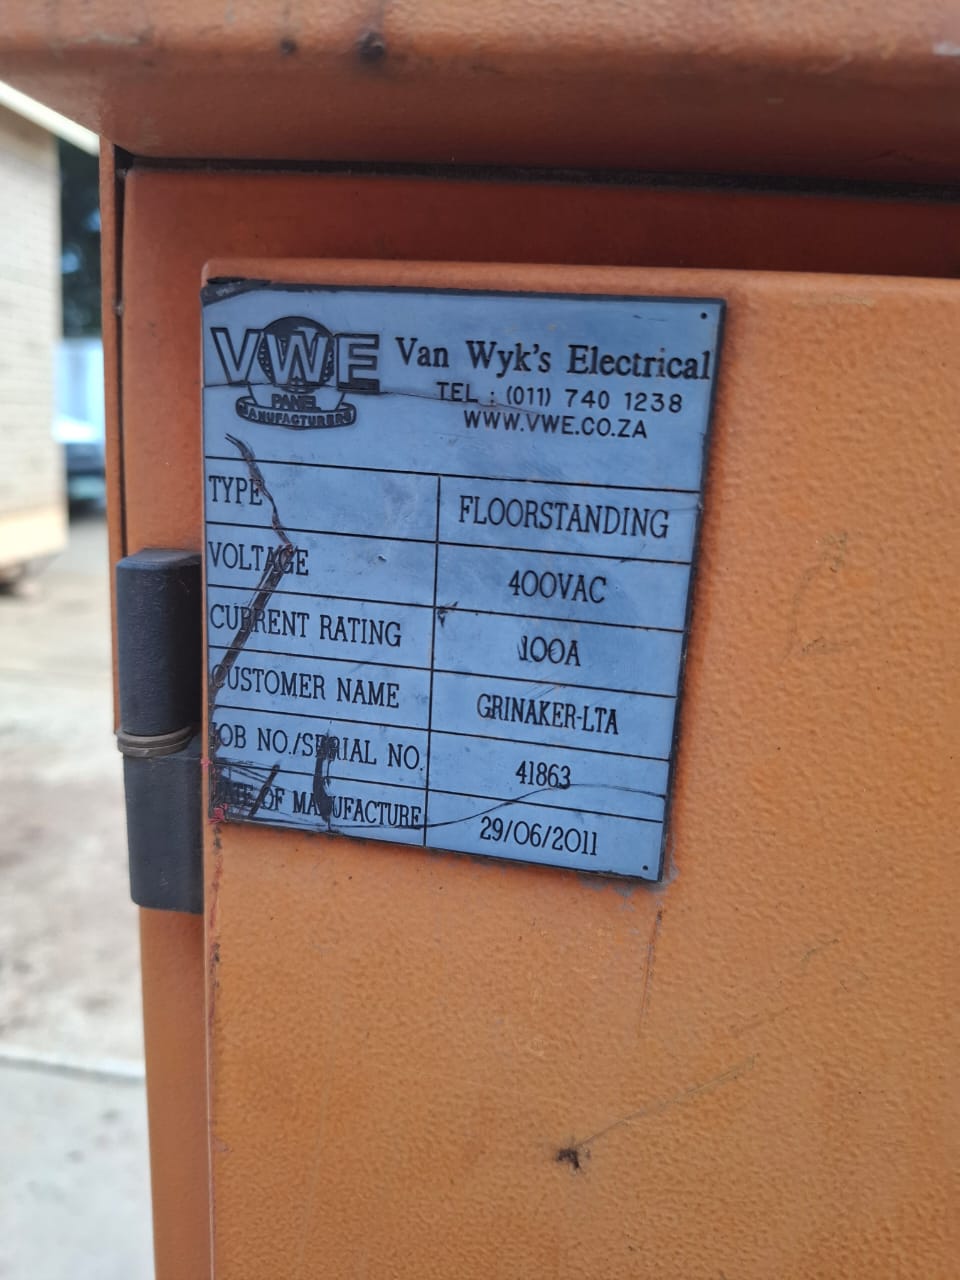 VWE
PANEL
MANUFACTURERS
Van Wyk's Electrical
TEL : (011) 740 1238
WWW.VWE.CO.ZA
TYPE FLOORSTANDING
VOLTAGE 400VAC
CURRENT RATING 100A
CUSTOMER NAME GRINAKER-LTA
JOB NO./SERIAL NO. 41863
DATE OF MANUFACTURE 29/06/2011